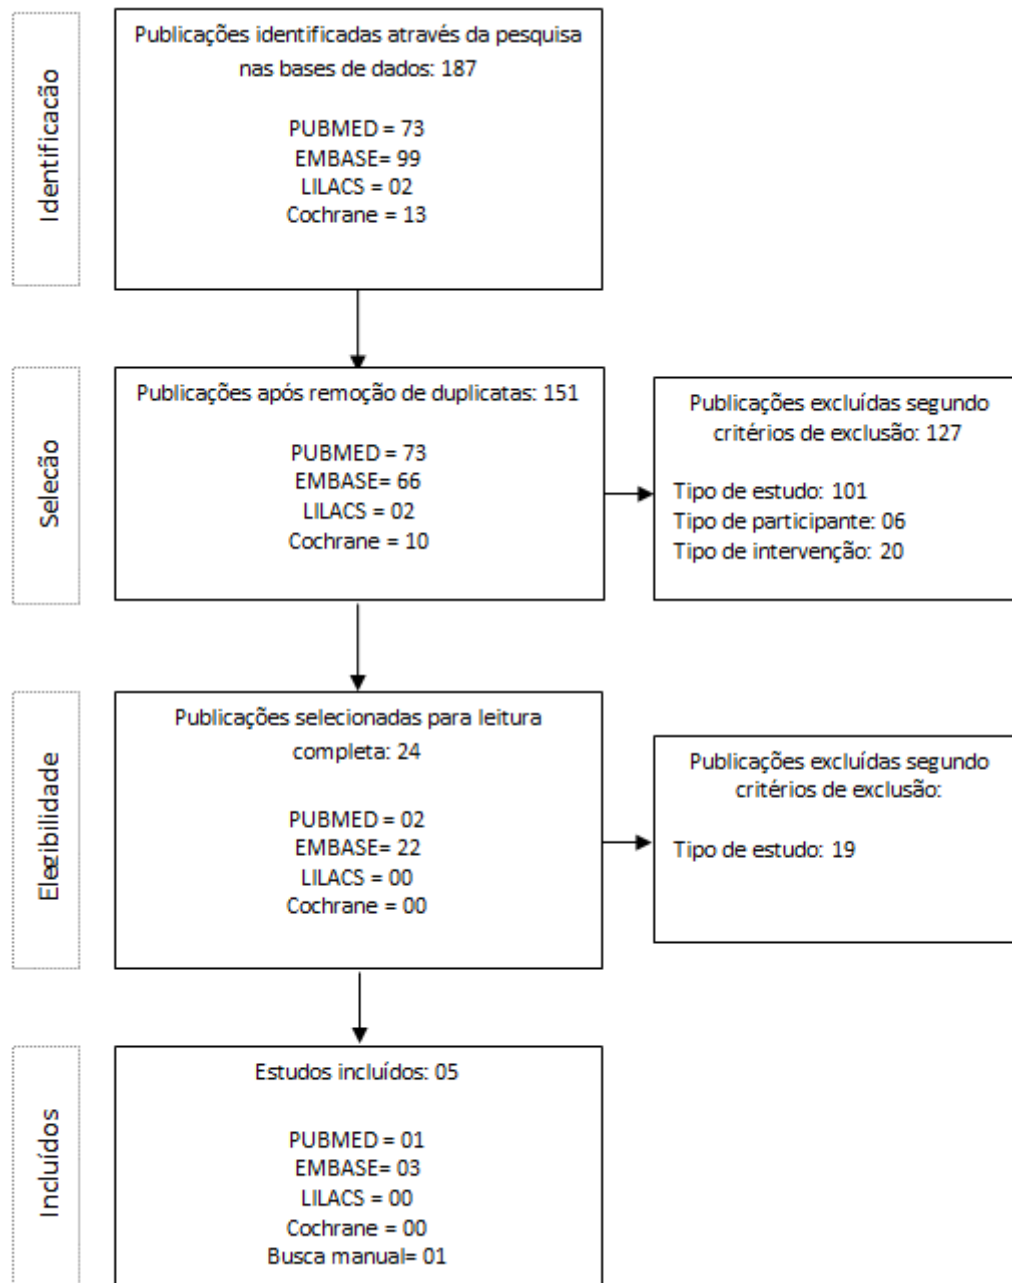 Identificação
Publicações identificadas através da pesquisa
nas bases de dados: 187
PUBMED = 73
EMBASE= 99
LILACS = 02
Cochrane = 13
Seleção
Publicações após remoção de duplicatas: 151
PUBMED = 73
EMBASE= 66
LILACS = 02
Cochrane = 10
Publicações excluídas segundo
critérios de exclusão: 127
Tipo de estudo: 101
Tipo de participante: 06
Tipo de intervenção: 20
Elegibilidade
Publicações selecionadas para leitura
completa: 24
PUBMED = 02
EMBASE= 22
LILACS = 00
Cochrane = 00
Publicações excluídas segundo
critérios de exclusão:
Tipo de estudo: 19
Incluídos
Estudos incluídos: 05
PUBMED = 01
EMBASE= 03
LILACS = 00
Cochrane = 00
Busca manual= 01